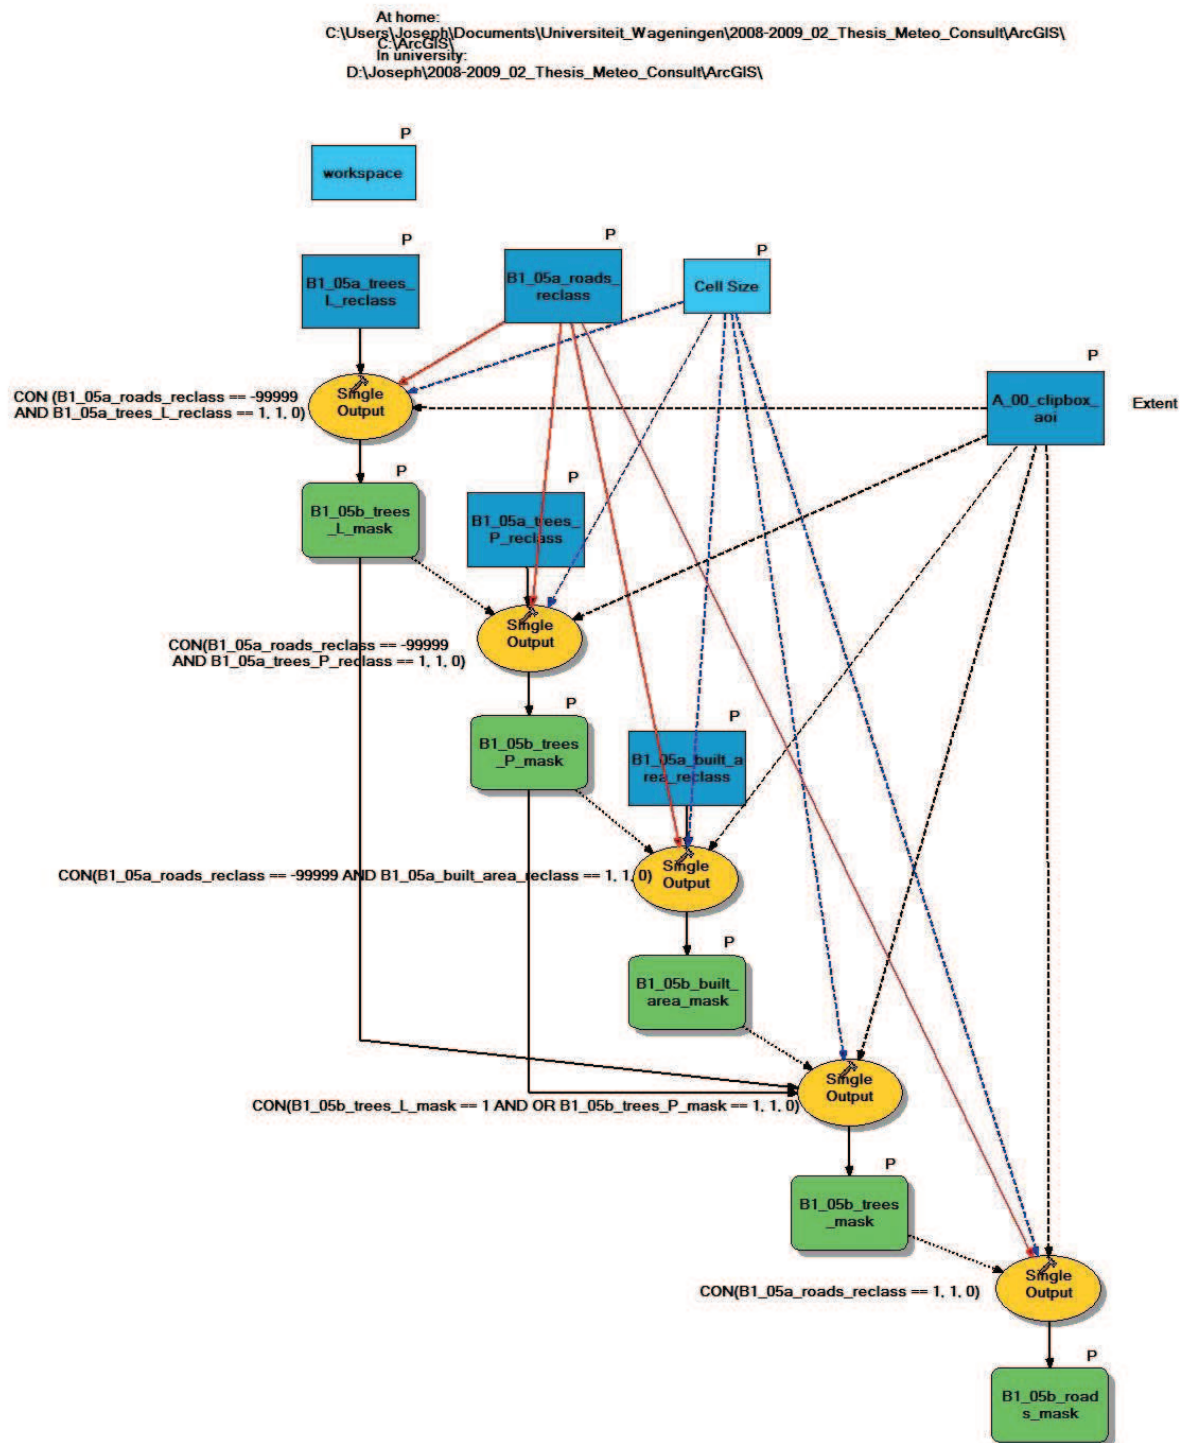 At home:
C:\Users\Joseph\Documents\Universiteit_Wageningen\2008-2009_02_Thesis_Meteo_Consult\ArcGIS\
C:\ArcGIS\
In university:
D:\Joseph\2008-2009_02_Thesis_Meteo_Consult\ArcGIS\
P
workspace
P
B1_05a_trees_
L_reclass
P
B1_05a_roads_
reclass
P
Cell Size
P
A_00_clipbox_
aoi
Extent
CON (B1_05a_roads_reclass == -99999
AND B1_05a_trees_L_reclass == 1, 1, 0)
Single
Output
P
B1_05b_trees
_L_mask
P
B1_05a_trees_
P_reclass
CON(B1_05a_roads_reclass == -99999
AND B1_05a_trees_P_reclass == 1, 1, 0)
Single
Output
P
B1_05b_trees
_P_mask
P
B1_05a_built_a
rea_reclass
CON(B1_05a_roads_reclass == -99999 AND B1_05a_built_area_reclass == 1, 1, 0)
Single
Output
P
B1_05b_built_
area_mask
CON(B1_05b_trees_L_mask == 1 AND OR B1_05b_trees_P_mask == 1, 1, 0)
Single
Output
P
B1_05b_trees
_mask
CON(B1_05a_roads_reclass == 1, 1, 0)
Single
Output
P
B1_05b_road
s_mask